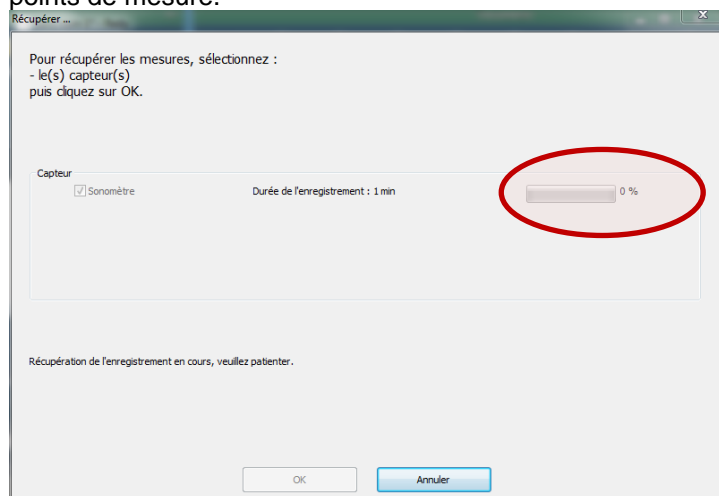 points de mesure.
Récupérer ...
x
Pour récupérer les mesures, sélectionnez :
- le(s) capteur(s)
puis cliquez sur OK.
Capteur
Sonomètre Durée de l'enregistrement : 1 min 0 %
Récupération de l'enregistrement en cours, veuillez patienter.
OK Annuler